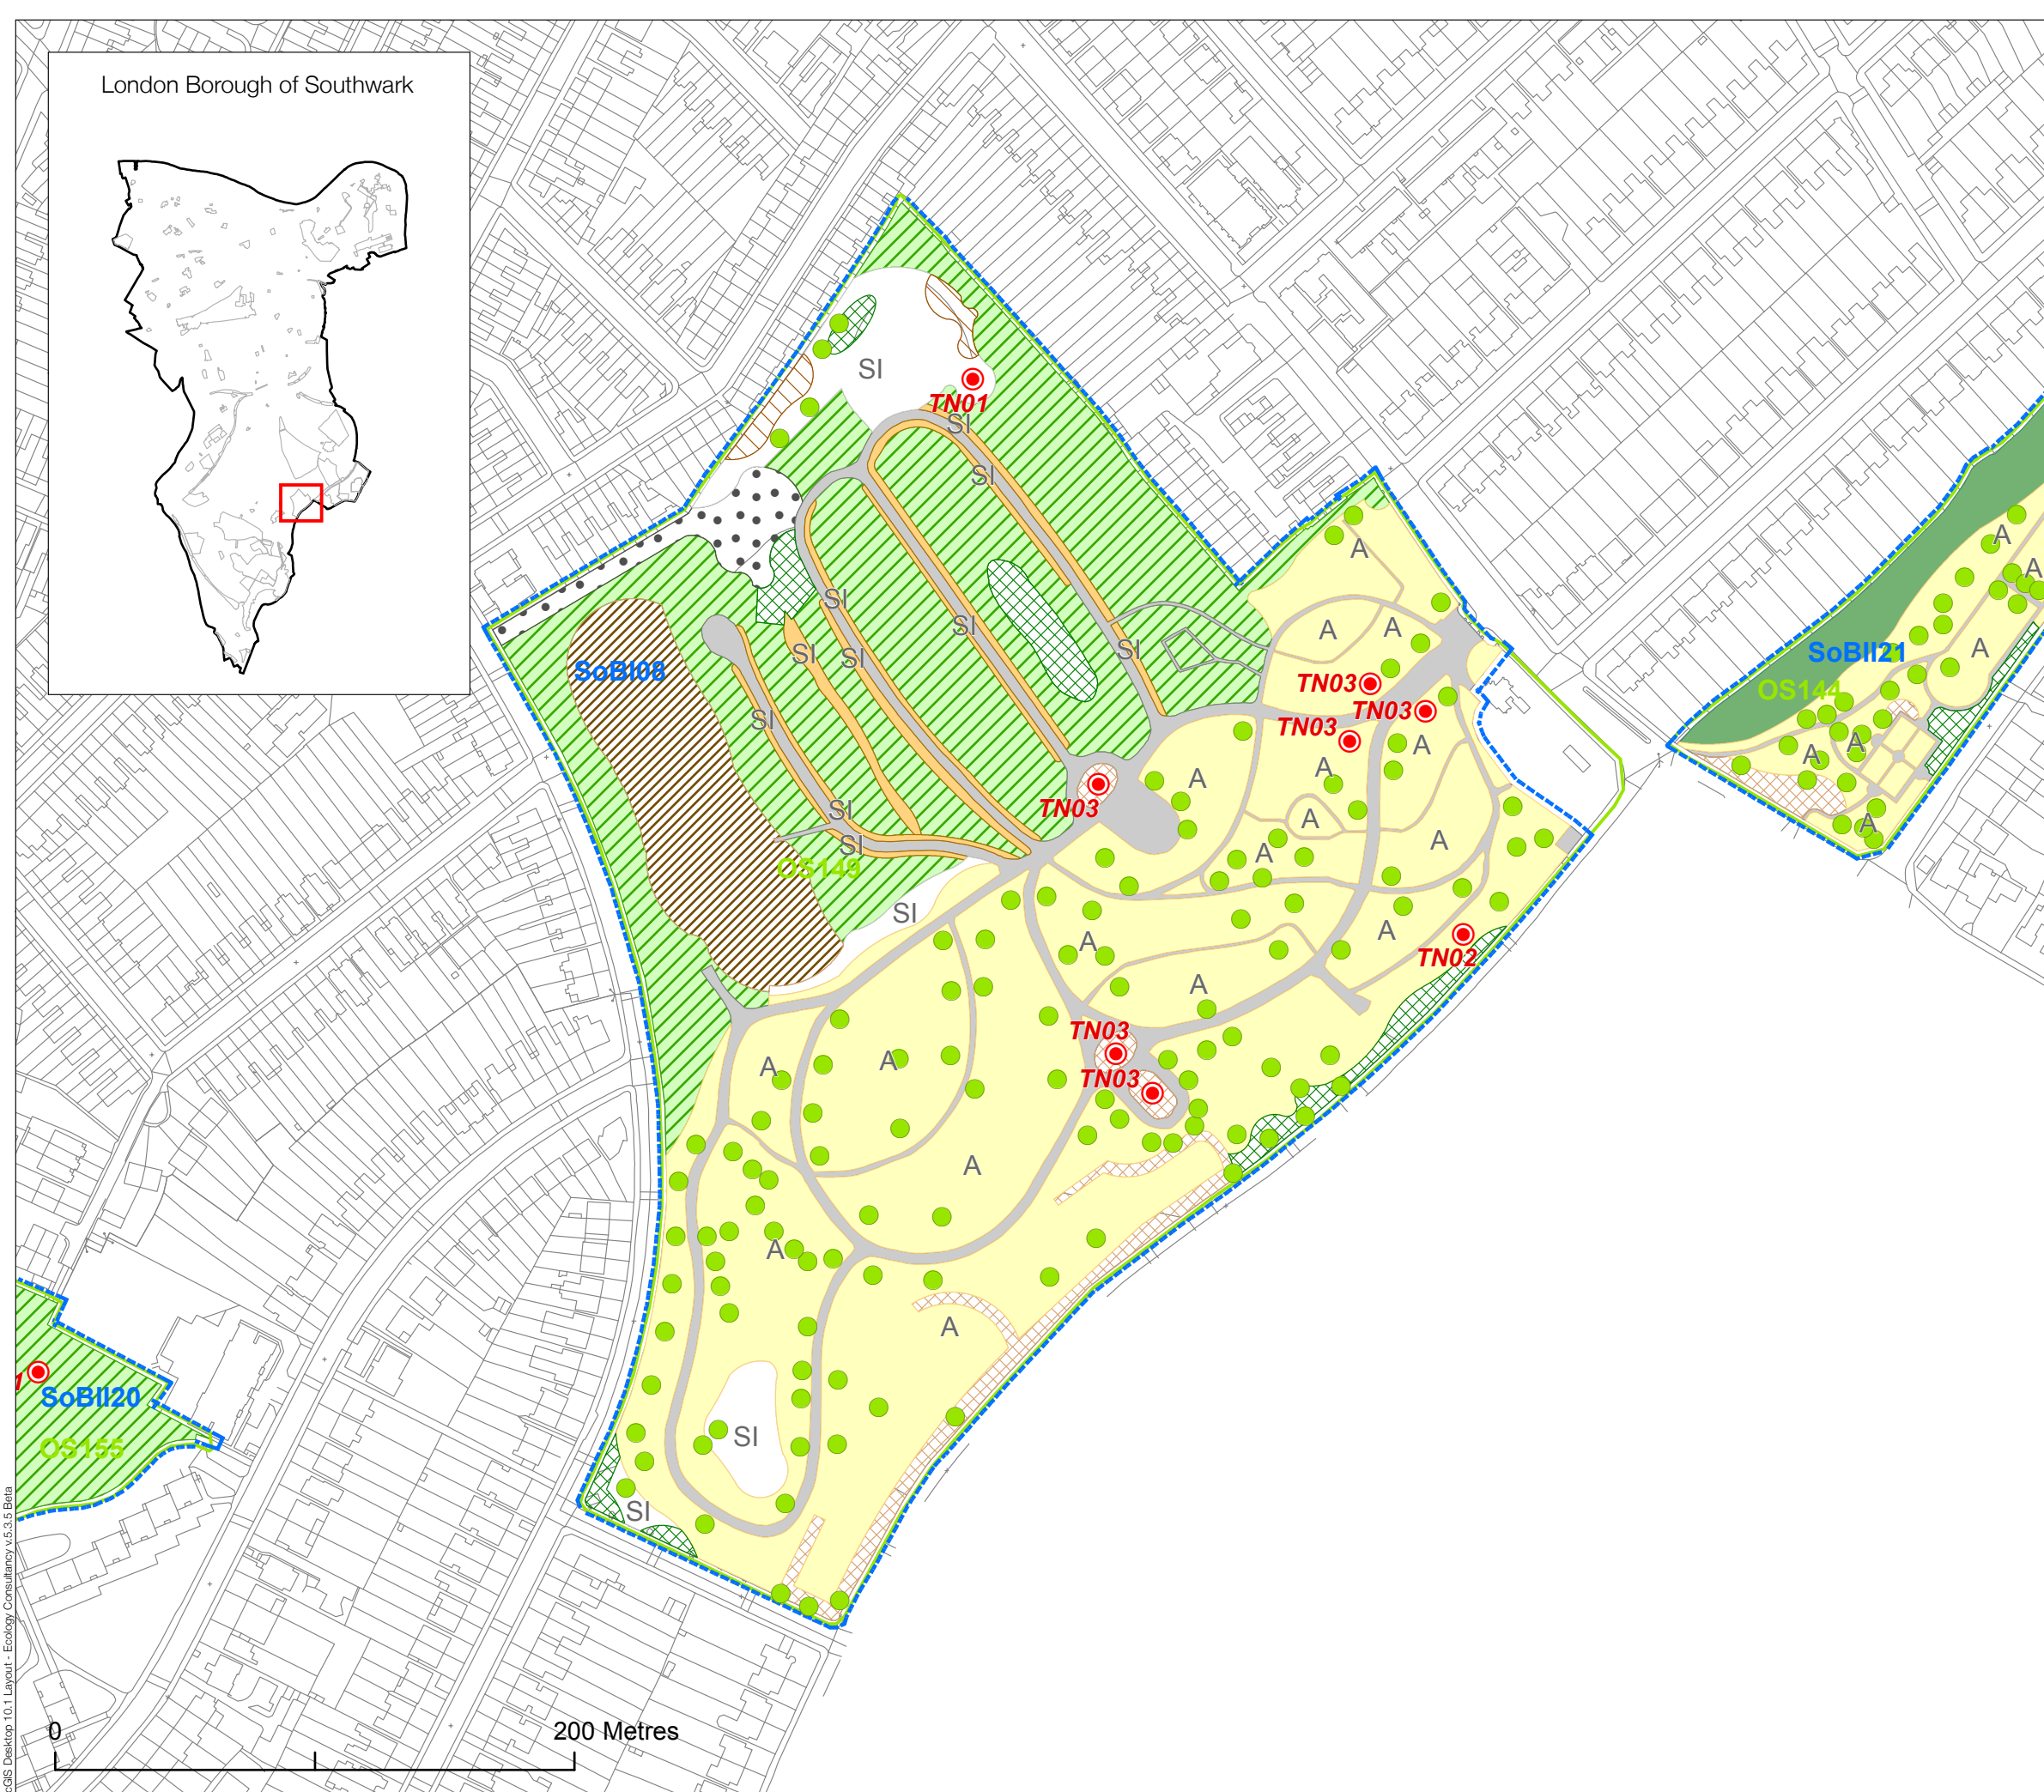 London Borough of Southwark
SI
TN01
SI
SI
A
A
A
A
SI
SI
SI
A
A
SI
SI
SI
SoBII21
SoBI08
TN03
OS144
TN03
SI
TN03
A
A
A
A
A
TN03
SI
A
A
A
SI
A
OS149
SI
A
A
TN02
A
TN03
A
A
TN03
A
A
A
SoBII20
SI
OS155
SI
0
200 Metres
cGIS Desktop 10.1 Layout - Ecology Consultancy v.5.3.5 Beta